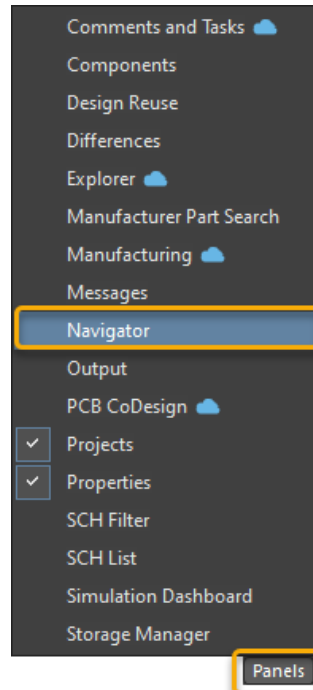 Comments and Tasks
Components
Design Reuse
Differences
Explorer
Manufacturer Part Search
Manufacturing
Messages
Navigator
Output
PCB CoDesign
Projects
Properties
SCH Filter
SCH List
Simulation Dashboard
Storage Manager
Panels